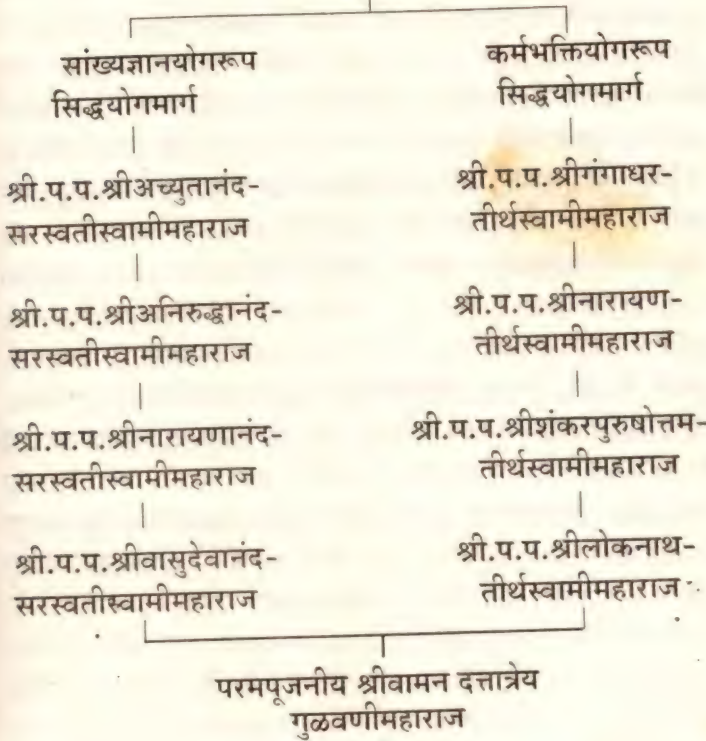 सांख्यज्ञानयोगरूप
सिद्धयोगमार्ग
श्री.प.प.श्रीअच्युतानंद-
सरस्वतीस्वामीमहाराज
श्री.प.प.श्रीअनिरुद्धानंद-
सरस्वतीस्वामीमहाराज
श्री.प.प.श्रीनारायणानंद-
सरस्वतीस्वामीमहाराज
श्री.प.प.श्रीवासुदेवानंद-
सरस्वतीस्वामीमहाराज
कर्मभक्तियोगरूप
सिद्धयोगमार्ग
श्री.प.प.श्रीगंगाधर-
तीर्थस्वामीमहाराज
श्री.प.प.श्रीनारायण-
तीर्थस्वामीमहाराज
श्री.प.प.श्रीशंकरपुरुषोत्तम-
तीर्थस्वामीमहाराज
श्री.प.प.श्रीलोकनाथ-
तीर्थस्वामीमहाराज
परमपूजनीय श्रीवामन दत्तात्रेय
गुळवणीमहाराज